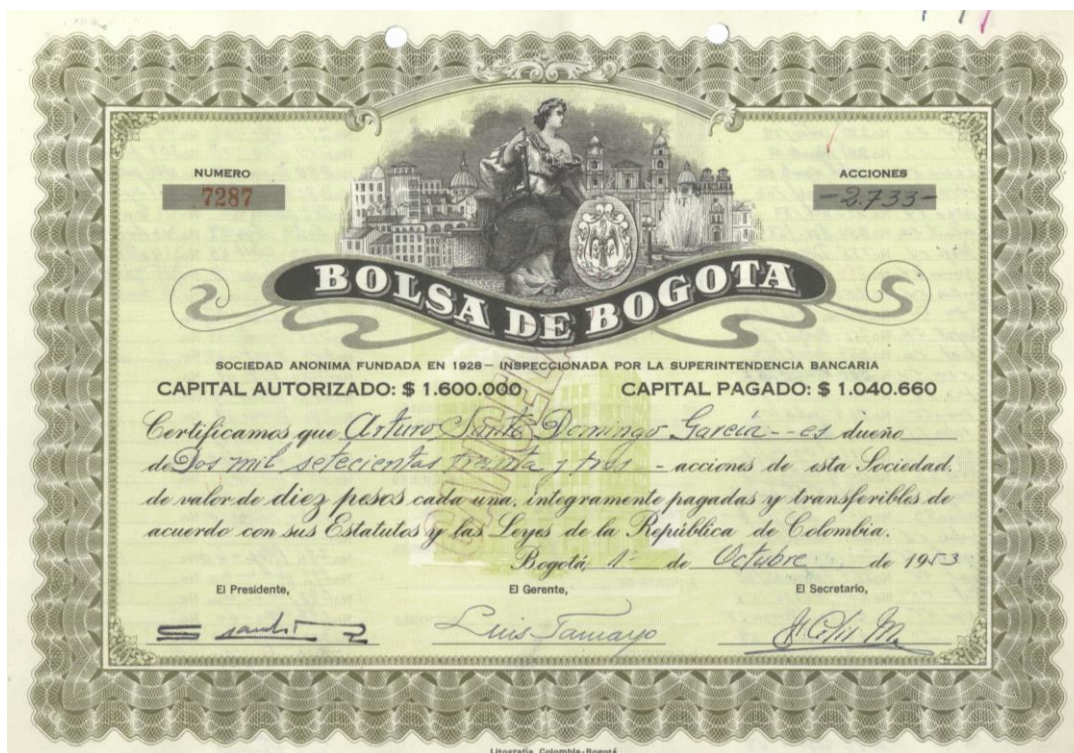 NUMERO
7287
ACCIONES
-2.733-
BOLSA DE BOGOTA
SOCIEDAD ANONIMA FUNDADA EN 1928 — INSPECCIONADA POR LA SUPERINTENDENCIA BANCARIA
CAPITAL AUTORIZADO: $ 1.600.000 CAPITAL PAGADO: $ 1.040.660
Certificamos que Arturo Santo Domingo García -- es dueño
de Dos mil setecientas treinta y tres - acciones de esta Sociedad,
de valor de diez pesos cada una, integramente pagadas y transferibles de
acuerdo con sus Estatutos y las Leyes de la República de Colombia.
Bogotá, 1º de Octubre de 1953
El Presidente, El Gerente, El Secretario,
Luis Tamayo
Litografía Colombia-Bogotá